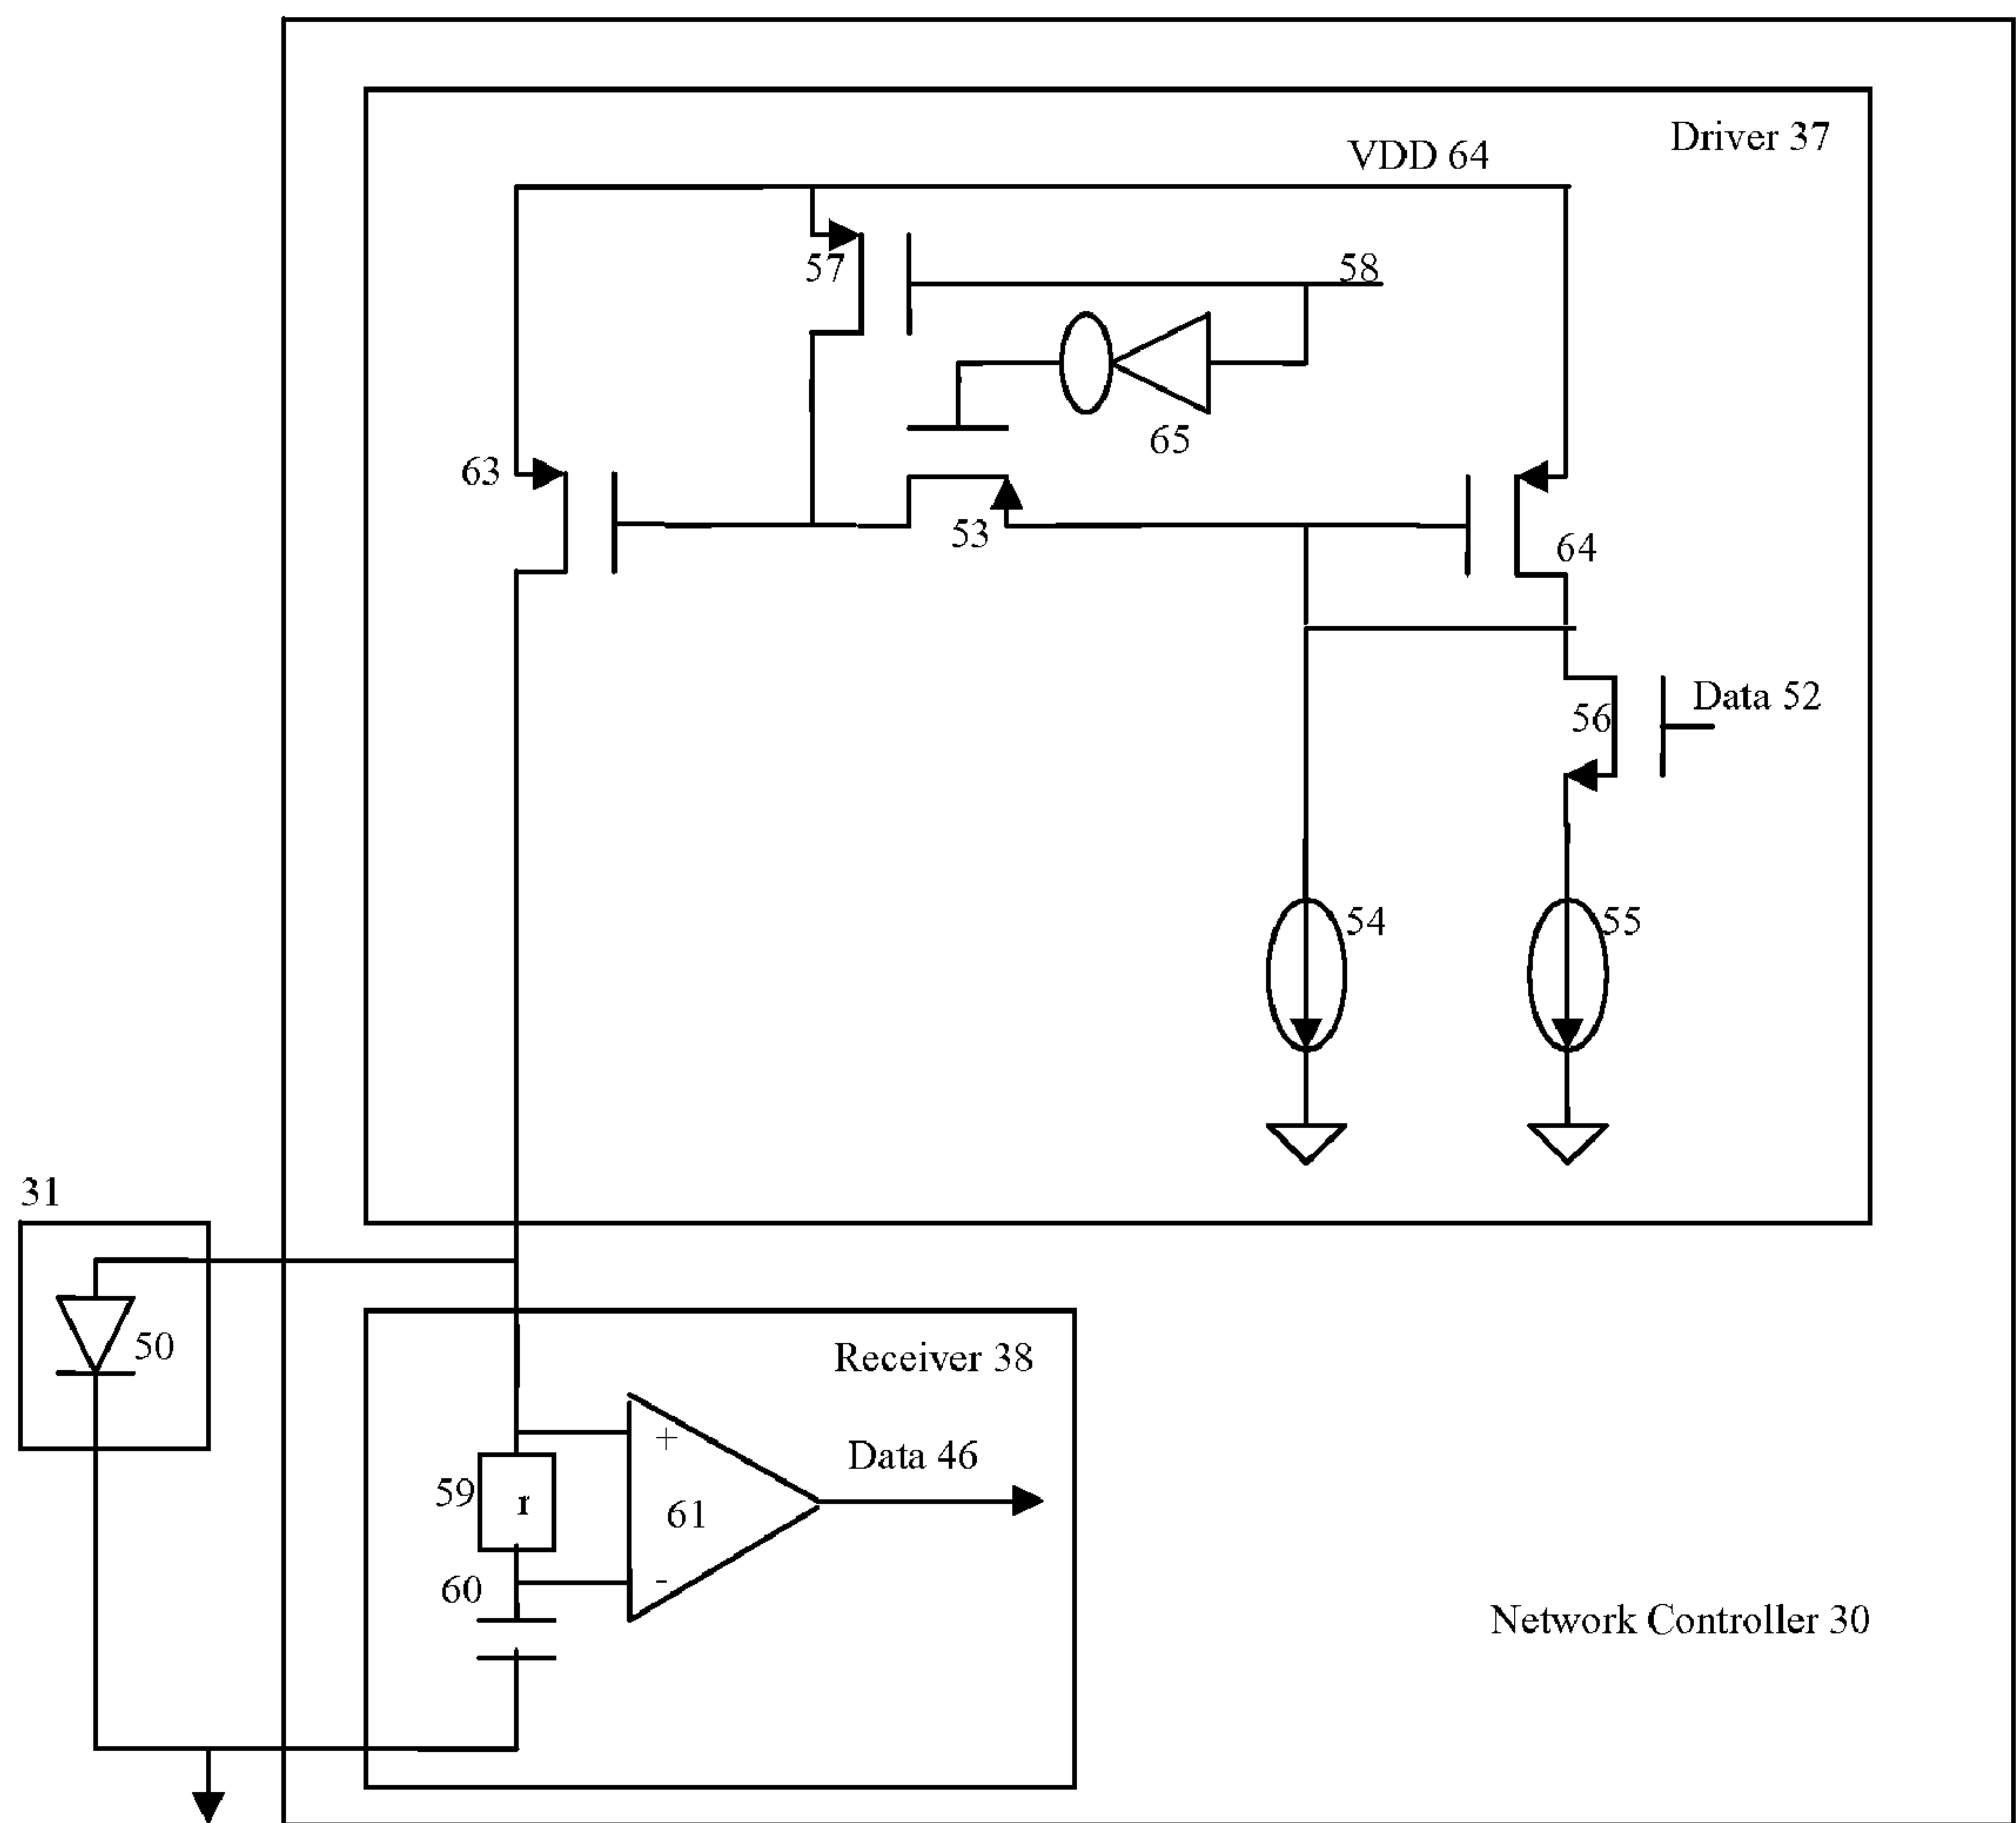 Driver 37
VDD 64
57
58
65
63
53
64
Data 52
56
54
55
31
50
Receiver 38
+
Data 46
59
r
61
60
-
Network Controller 30